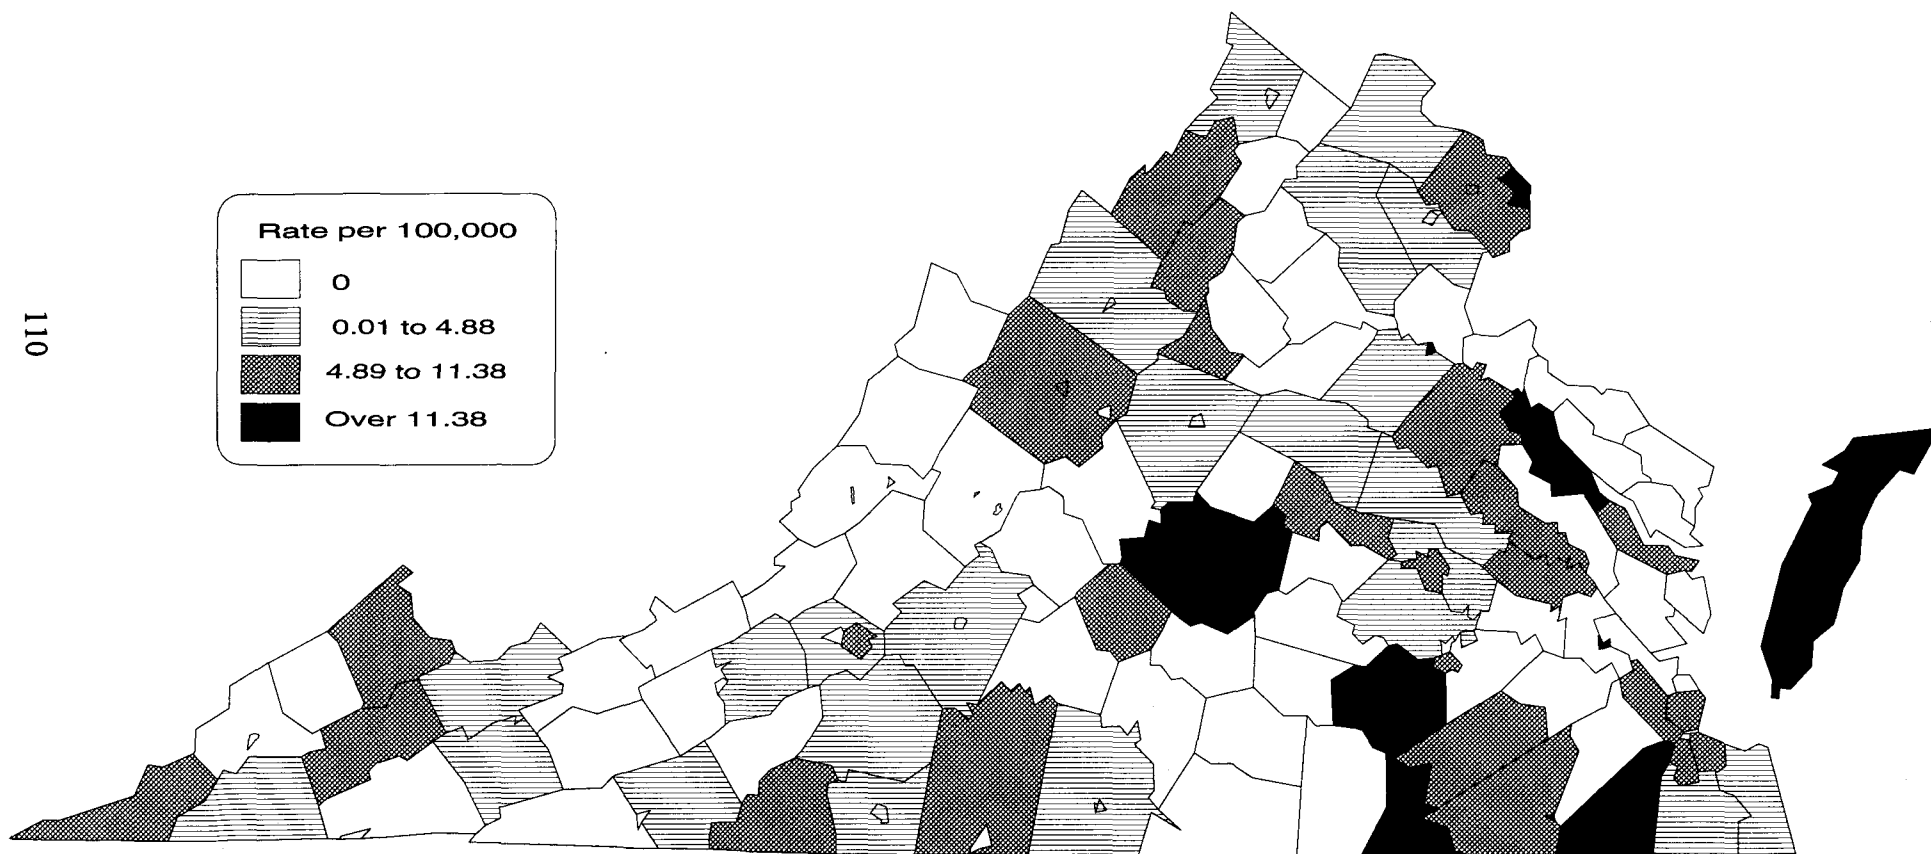 110
Rate per 100,000
0
0.01 to 4.88
4.89 to 11.38
Over 11.38